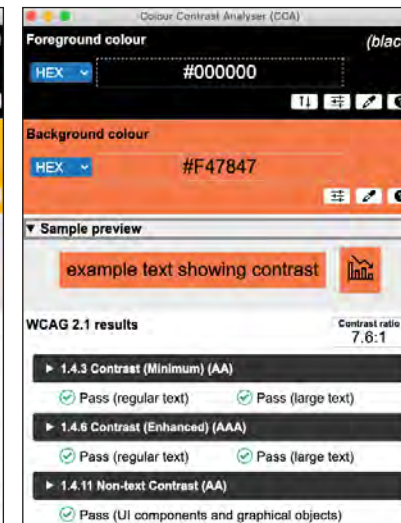 Colour Contrast Analyser (CCA)
Foreground colour (blac
HEX #000000
Background colour
HEX #F47847
▼ Sample preview
example text showing contrast
WCAG 2.1 results
Contrast ratio
7.6:1
▶ 1.4.3 Contrast (Minimum) (AA)
Pass (regular text) Pass (large text)
▶ 1.4.6 Contrast (Enhanced) (AAA)
Pass (regular text) Pass (large text)
▶ 1.4.11 Non-text Contrast (AA)
Pass (UI components and graphical objects)